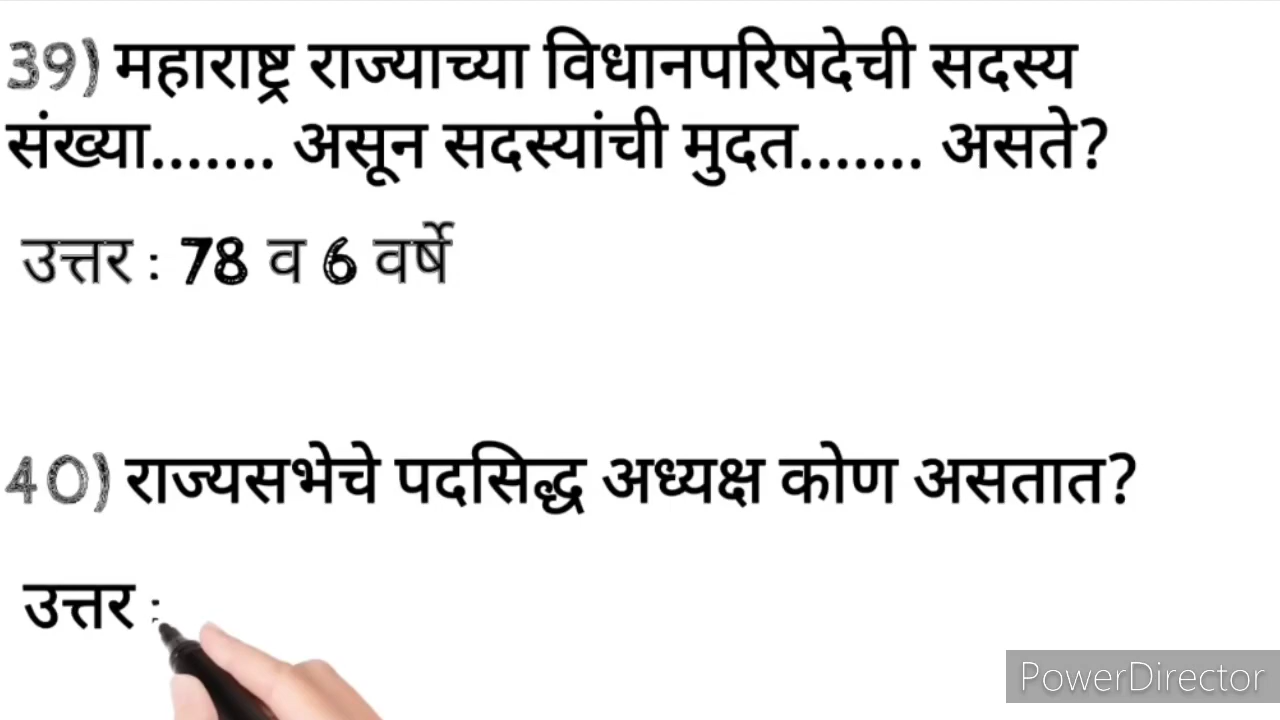 39) महाराष्ट्र राज्याच्या विधानपरिषदेची सदस्य
संख्या....... असून सदस्यांची मुदत....... असते?
उत्तर : 78 व 6 वर्षे
40) राज्यसभेचे पदसिद्ध अध्यक्ष कोण असतात?
उत्तर :
PowerDirector